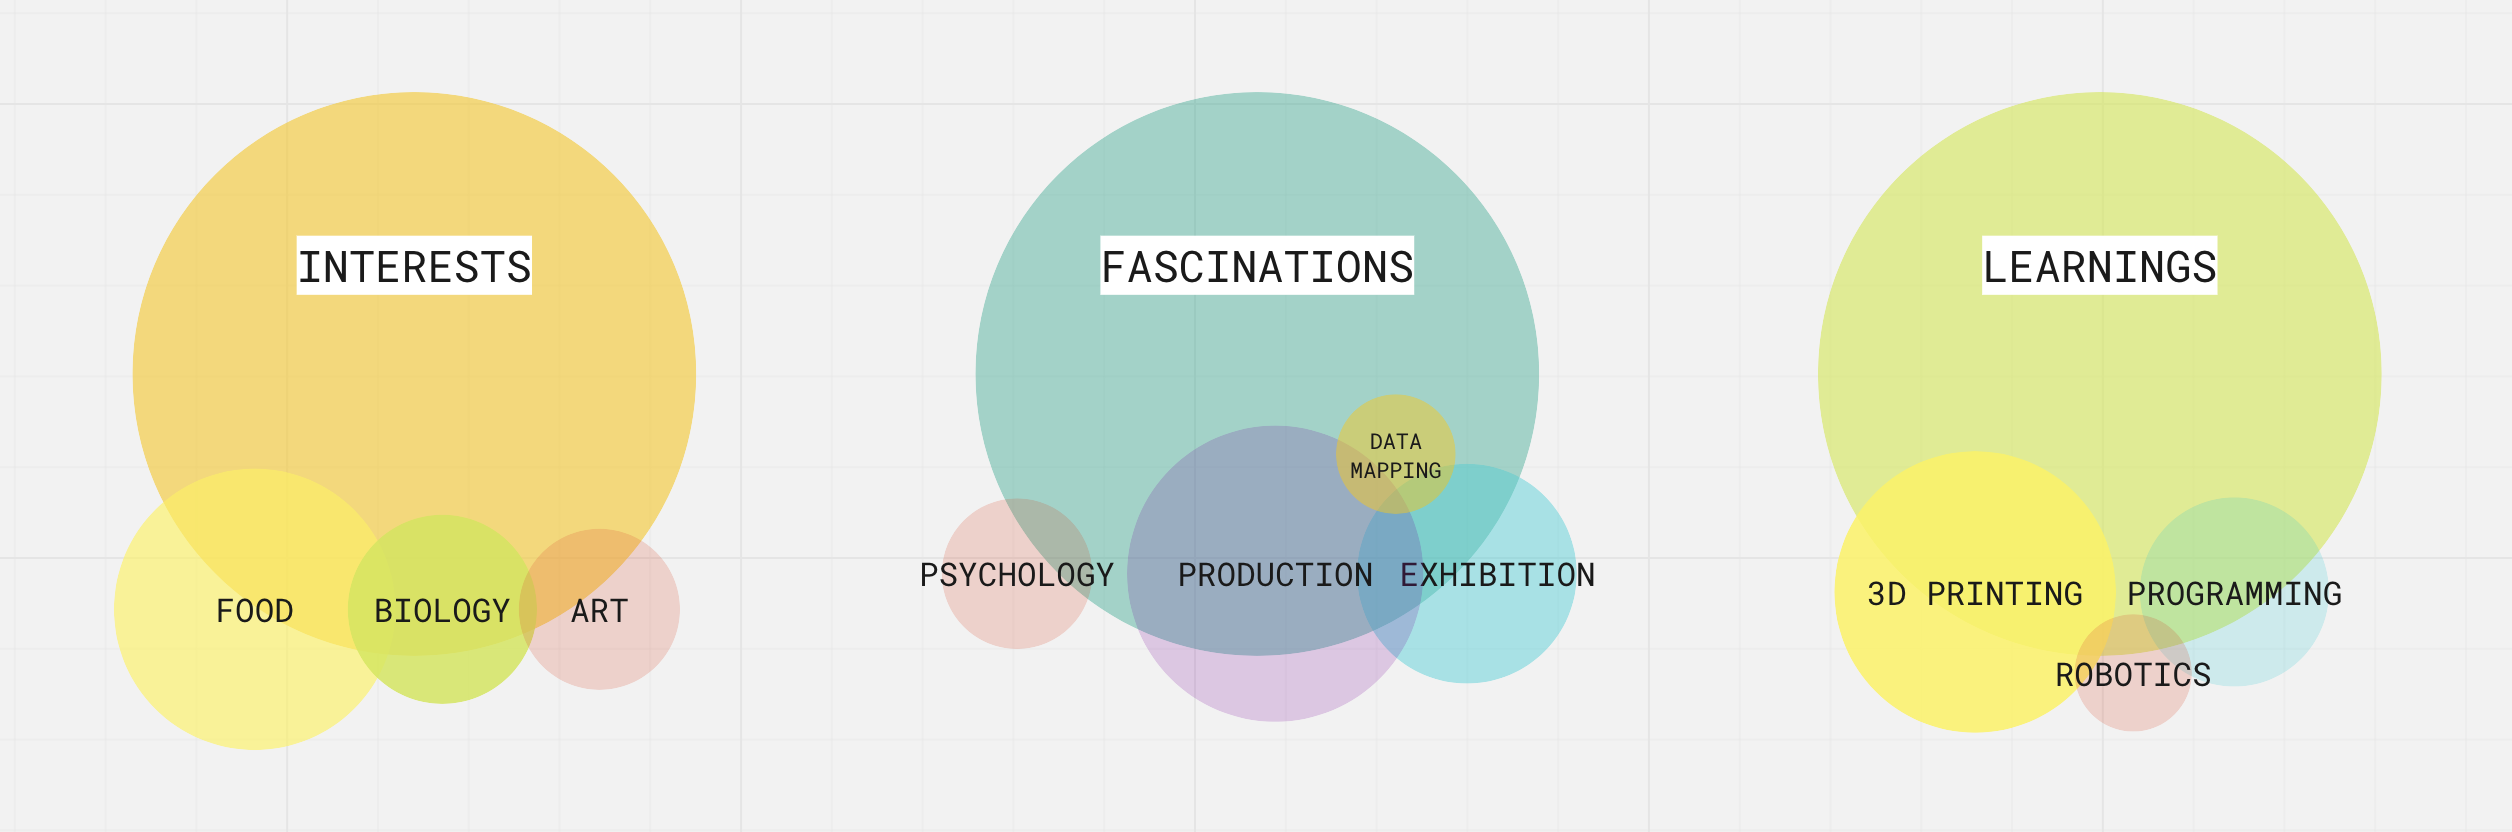 INTERESTS
FOOD
BIOLOGY
ART
FASCINATIONS
DATA
MAPPING
PSYCHOLOGY
PRODUCTION
EXHIBITION
LEARNINGS
3D PRINTING
PROGRAMMING
ROBOTICS